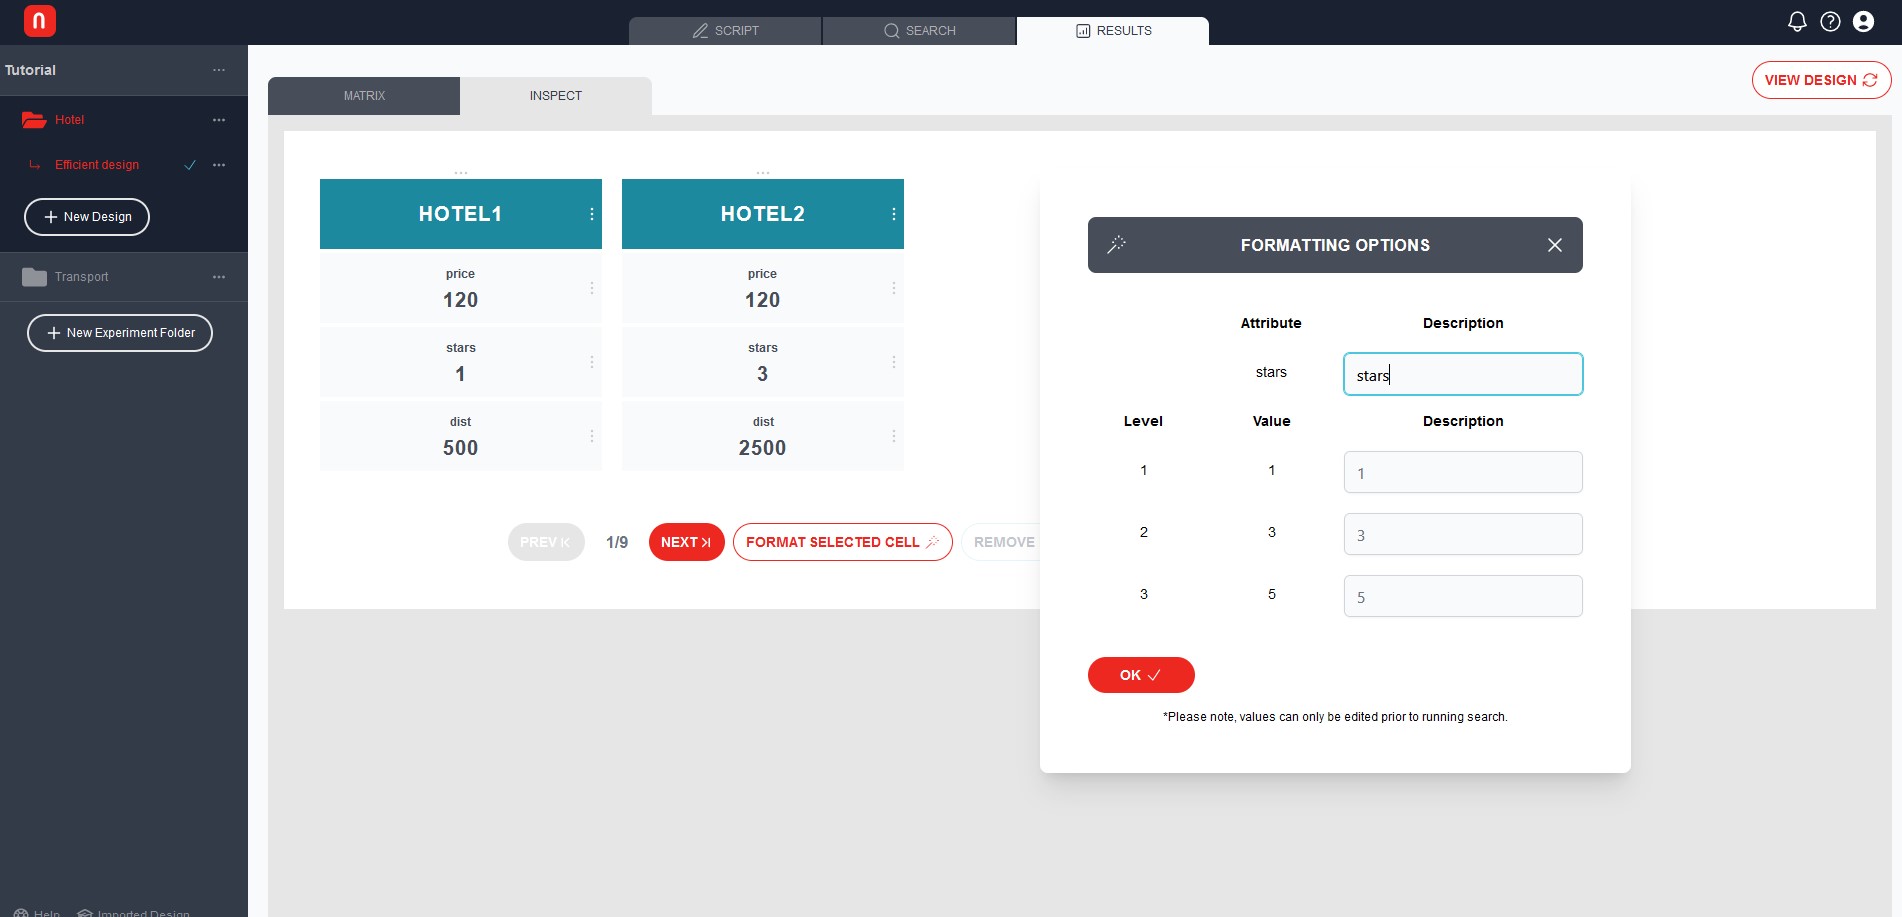 n
SCRIPT
SEARCH
RESULTS
Tutorial
Hotel
Efficient design
+ New Design
Transport
+ New Experiment Folder
Help
Imported Design
MATRIX
INSPECT
VIEW DESIGN
HOTEL1
HOTEL2
price
120
price
120
stars
1
stars
3
dist
500
dist
2500
PREV
1/9
NEXT
FORMAT SELECTED CELL
REMOVE
FORMATTING OPTIONS
Attribute
Description
stars
stars
Level
Value
Description
1
1
1
2
3
3
3
5
5
OK
*Please note, values can only be edited prior to running search.